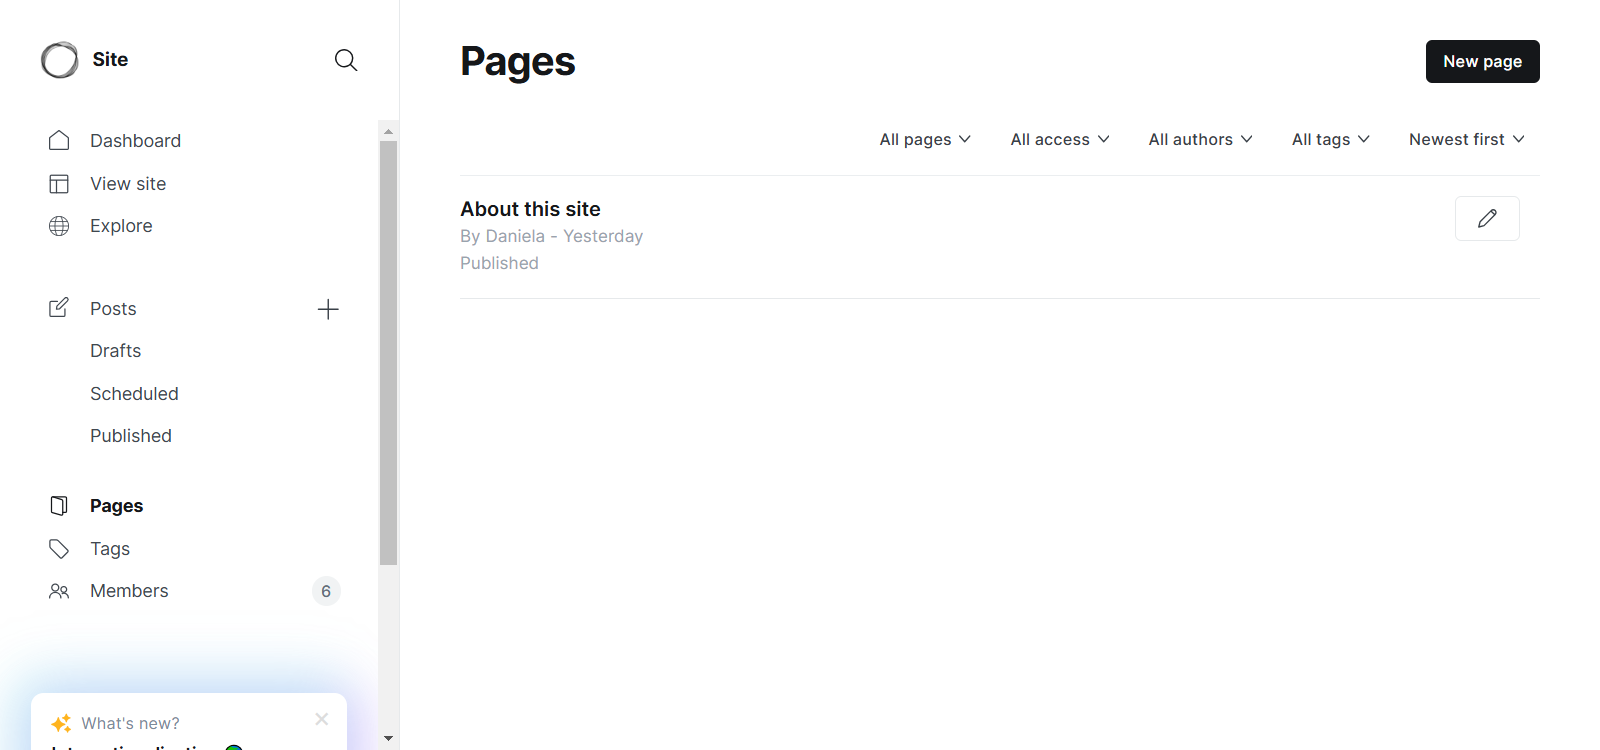 Site
Dashboard
View site
Explore
Posts
Drafts
Scheduled
Published
Pages
Tags
Members 6
What's new?
Pages
New page
All pages
All access
All authors
All tags
Newest first
About this site
By Daniela - Yesterday
Published